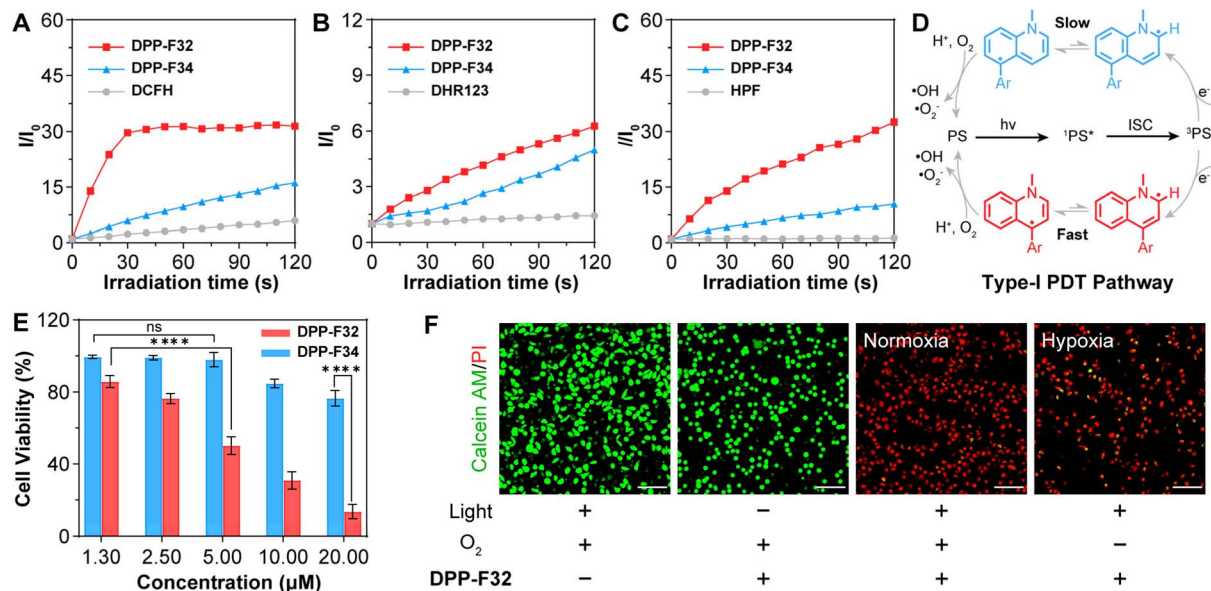 A
I/I₀
60
45
30
15
0
DPP-F32
DPP-F34
DCFH
0 30 60 90 120
Irradiation time (s)
B
I/I₀
12
9
6
3
0
DPP-F32
DPP-F34
DHR123
0 30 60 90 120
Irradiation time (s)
C
I/I₀
60
45
30
15
0
DPP-F32
DPP-F34
HPF
0 30 60 90 120
Irradiation time (s)
D
Slow
H⁺, O₂
N
N
H
Ar
Ar
•OH
•O₂⁻
e⁻
PS
hv
¹PS*
ISC
³PS
•OH
•O₂⁻
e⁻
N
N
H
H⁺, O₂
Ar
Fast
Ar
Type-I PDT Pathway
E
Cell Viability (%)
120
80
40
0
ns
****
DPP-F32
DPP-F34
****
1.30 2.50 5.00 10.00 20.00
Concentration (μM)
F
Calcein AM/PI
Normoxia
Hypoxia
Light + − + +
O₂ + + + −
DPP-F32 − + + +